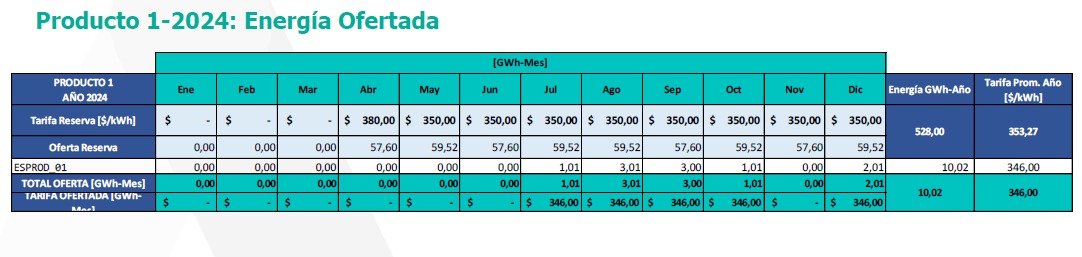 Producto 1-2024: Energía Ofertada
[GWh-Mes]
PRODUCTO 1 AÑO 2024 Ene Feb Mar Abr May Jun Jul Ago Sep Oct Nov Dic Energía GWh-Año Tarifa Prom. Año [$/kWh]
Tarifa Reserva [$/kWh] $ - $ - $ - $ 380,00 $ 350,00 $ 350,00 $ 350,00 $ 350,00 $ 350,00 $ 350,00 $ 350,00 $ 350,00 528,00 353,27
Oferta Reserva 0,00 0,00 0,00 57,60 59,52 57,60 59,52 59,52 57,60 59,52 57,60 59,52
ESPROD_01 0,00 0,00 0,00 0,00 0,00 0,00 1,01 3,01 3,00 1,01 0,00 2,01 10,02 346,00
TOTAL OFERTA [GWh-Mes] 0,00 0,00 0,00 0,00 0,00 0,00 1,01 3,01 3,00 1,01 0,00 2,01 10,02 346,00
TARIFA OFERTADA [GWh-Mes] $ - $ - $ - $ - $ - $ - $ 346,00 $ 346,00 $ 346,00 $ 346,00 $ - $ 346,00